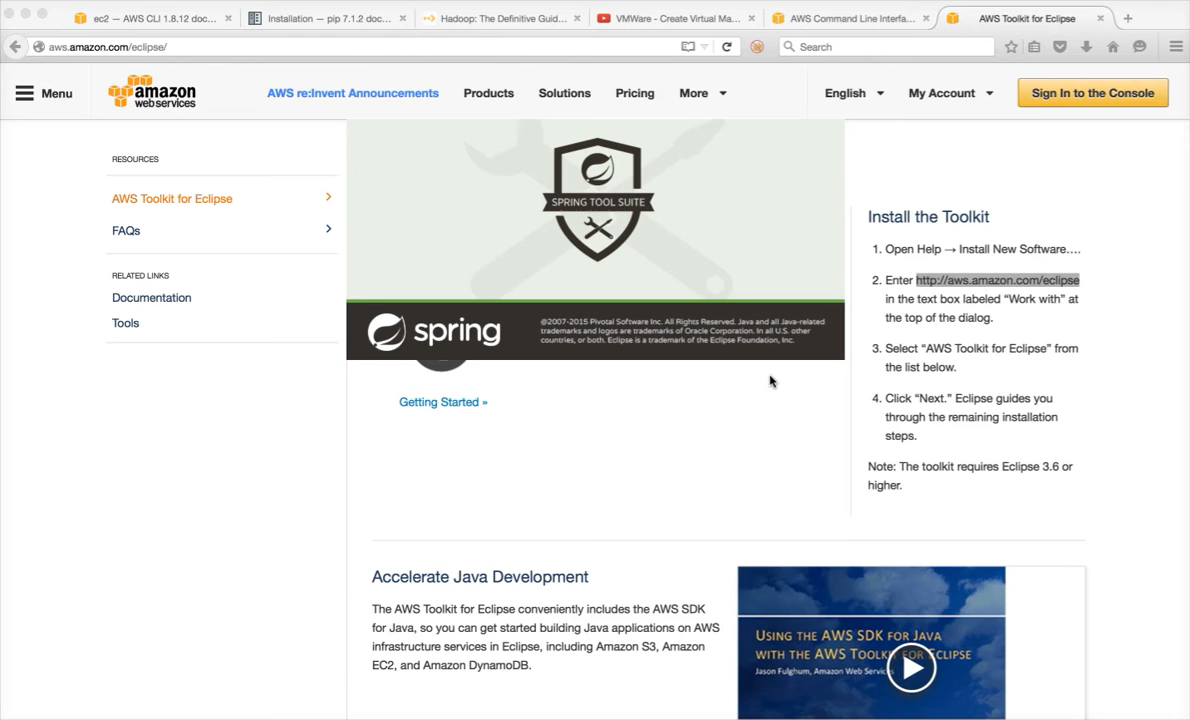 ec2 — AWS CLI 1.8.12 doc...
Installation — pip 7.1.2 doc...
Hadoop: The Definitive Guid...
VMWare - Create Virtual Ma...
AWS Command Line Interfa...
AWS Toolkit for Eclipse
aws.amazon.com/eclipse/
Search
Menu
amazon
web services
AWS re:Invent Announcements
Products
Solutions
Pricing
More
English
My Account
Sign In to the Console
RESOURCES
AWS Toolkit for Eclipse
FAQs
RELATED LINKS
Documentation
Tools
SPRING TOOL SUITE
spring
©2007-2015 Pivotal Software Inc. All Rights Reserved. Java and all Java-related
trademarks and logos are trademarks of Oracle Corporation. In all U.S. other
countries, or both. Eclipse is a trademark of the Eclipse Foundation, Inc.
Getting Started »
Install the Toolkit
1. Open Help → Install New Software....
2. Enter http://aws.amazon.com/eclipse
in the text box labeled “Work with” at
the top of the dialog.
3. Select “AWS Toolkit for Eclipse” from
the list below.
4. Click “Next.” Eclipse guides you
through the remaining installation
steps.
Note: The toolkit requires Eclipse 3.6 or
higher.
Accelerate Java Development
The AWS Toolkit for Eclipse conveniently includes the AWS SDK
for Java, so you can get started building Java applications on AWS
infrastructure services in Eclipse, including Amazon S3, Amazon
EC2, and Amazon DynamoDB.
USING THE AWS SDK FOR JAVA
WITH THE AWS TOOLKIT FOR ECLIPSE
Jason Fulghum, Amazon Web Services